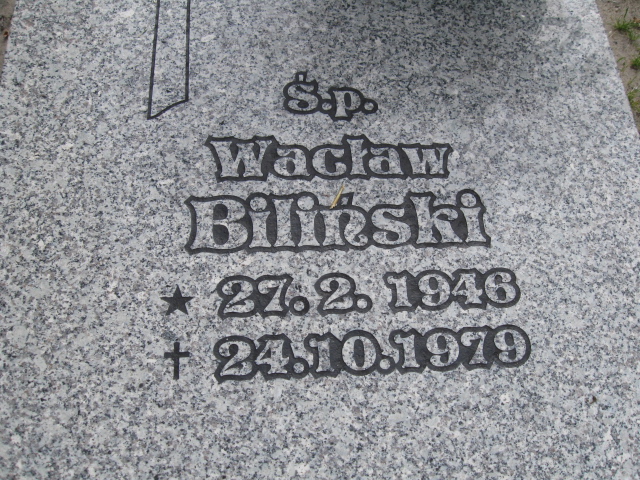 Ś.p.
Wacław
Biliński
★ 27. 2. 1946
✝ 24.10.1979